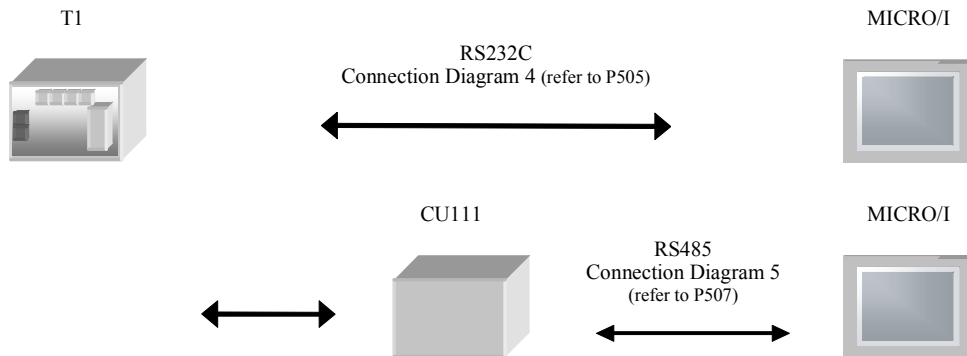 T1
MICRO/I
RS232C
Connection Diagram 4 (refer to P505)
CU111
MICRO/I
RS485
Connection Diagram 5
(refer to P507)